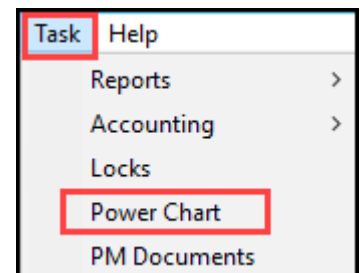 Task Help
Reports
Accounting
Locks
Power Chart
PM Documents